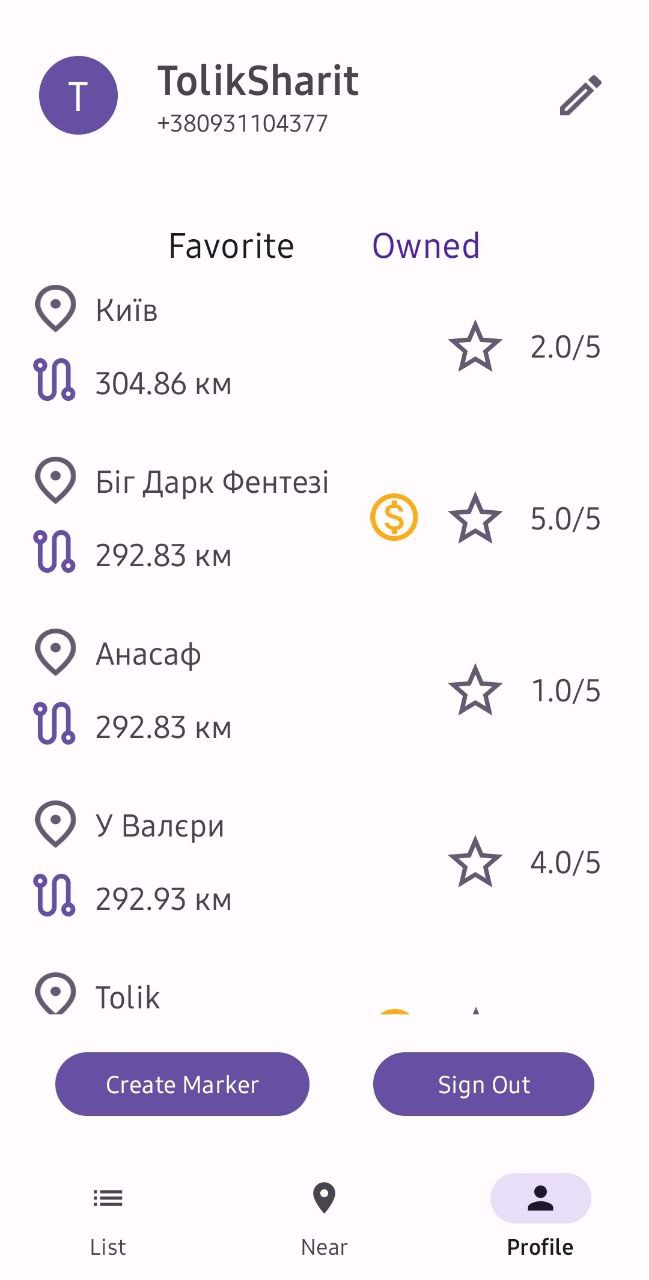 T
TolikSharit
+380931104377
Favorite
Owned
Київ
2.0/5
304.86 км
Біг Дарк Фентезі
5.0/5
292.83 км
Анасаф
1.0/5
292.83 км
У Валєри
4.0/5
292.93 км
Tolik
Create Marker
Sign Out
List
Near
Profile